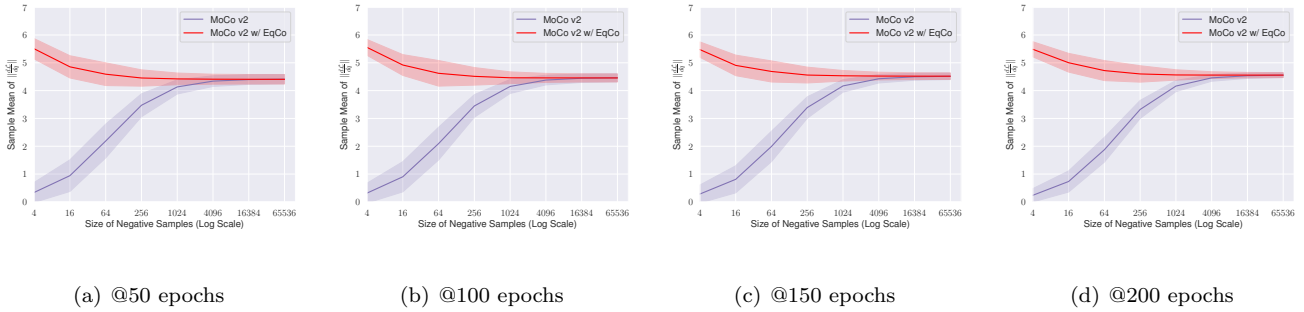 7
6
5
4
3
2
1
0
Sample Mean of
MoCo v2
MoCo v2 w/ EqCo
4 16 64 256 1024 4096 16384 65536
Size of Negative Samples (Log Scale)
(a) @50 epochs
7
6
5
4
3
2
1
0
Sample Mean of
MoCo v2
MoCo v2 w/ EqCo
4 16 64 256 1024 4096 16384 65536
Size of Negative Samples (Log Scale)
(b) @100 epochs
7
6
5
4
3
2
1
0
Sample Mean of
MoCo v2
MoCo v2 w/ EqCo
4 16 64 256 1024 4096 16384 65536
Size of Negative Samples (Log Scale)
(c) @150 epochs
7
6
5
4
3
2
1
0
Sample Mean of
MoCo v2
MoCo v2 w/ EqCo
4 16 64 256 1024 4096 16384 65536
Size of Negative Samples (Log Scale)
(d) @200 epochs